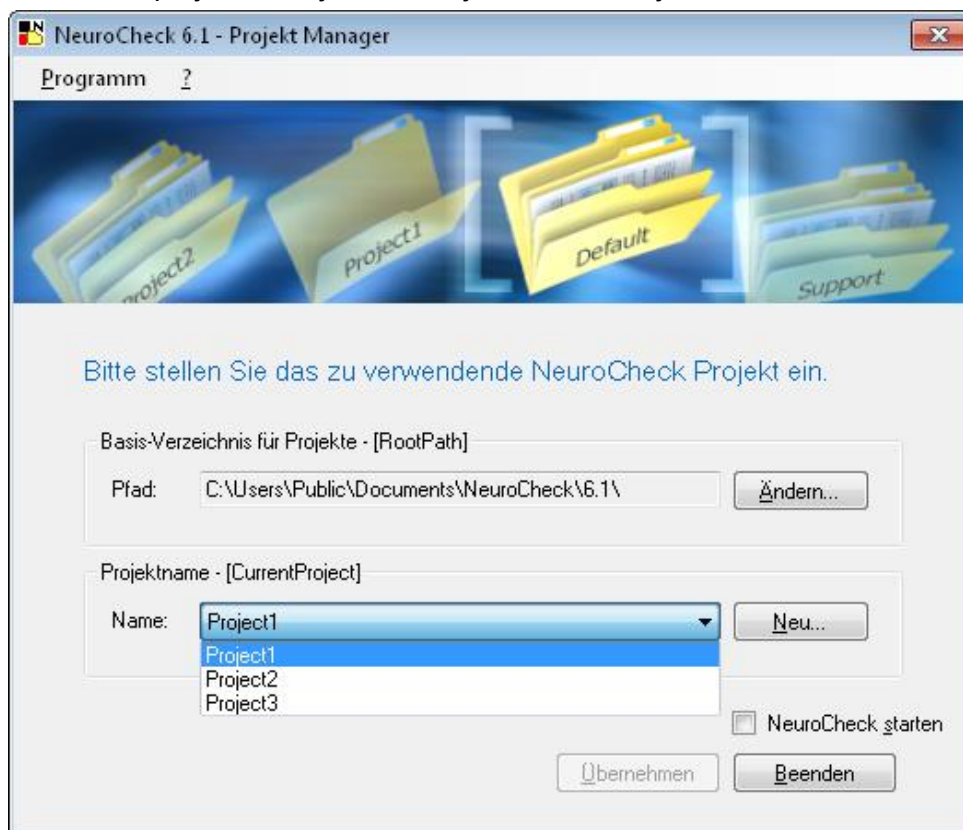 NeuroCheck 6.1 - Projekt Manager
Programm ?
Project2
Project1
Default
Support
Bitte stellen Sie das zu verwendende NeuroCheck Projekt ein.
Basis-Verzeichnis für Projekte - [RootPath]
Pfad: C:\Users\Public\Documents\NeuroCheck\6.1\ Ändern...
Projektname - [CurrentProject]
Name: Project1 Neu...
Project1
Project2
Project3
NeuroCheck starten
Übernehmen Beenden